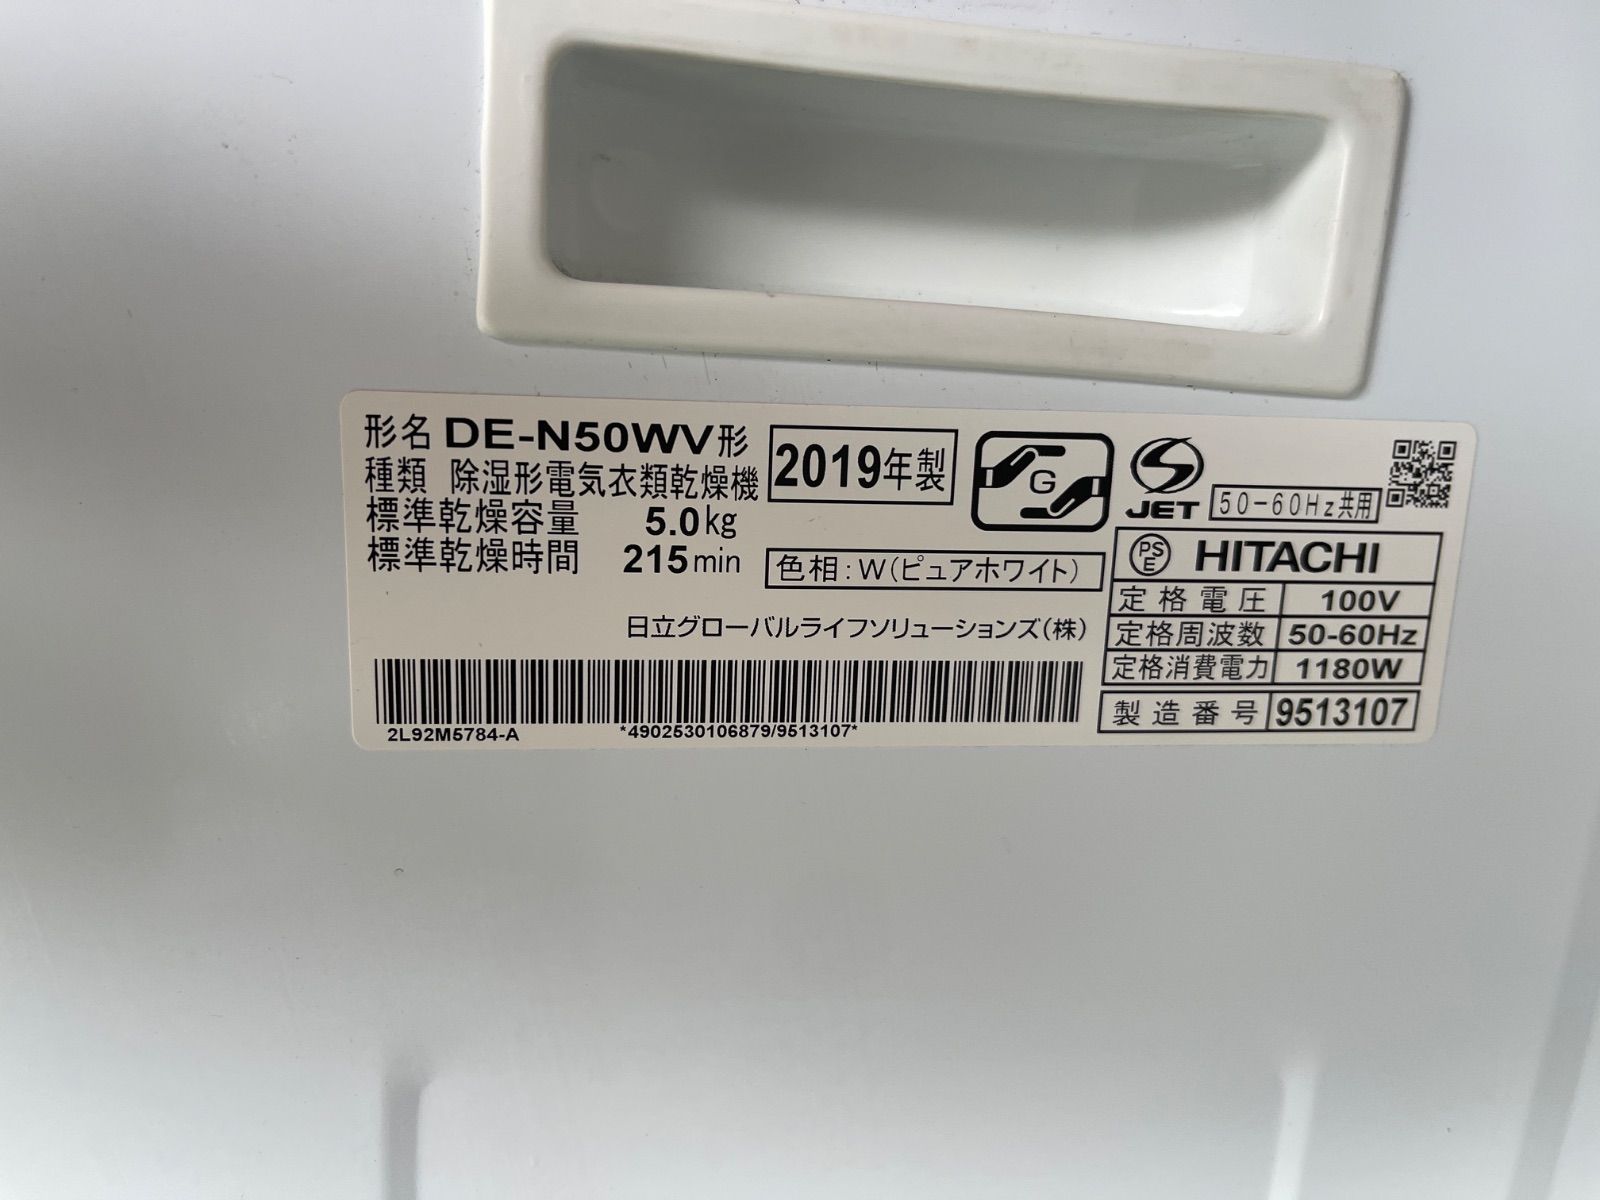 形名 DE-N50WV形
種類 除湿形電気衣類乾燥機
標準乾燥容量 5.0kg
標準乾燥時間 215min
2019年製
G
JET
50-60Hz共用
色相:W(ピュアホワイト)
日立グローバルライフソリューションズ(株)
PS
E
HITACHI
定格電圧 100V
定格周波数 50-60Hz
定格消費電力 1180W
製造番号 9513107
2L92M5784-A
*4902530106879/9513107*